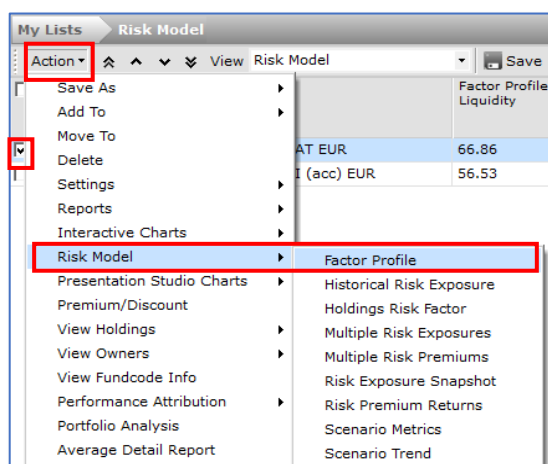 My Lists Risk Model
Action View Risk Model Save
Factor Profile
Liquidity
Save As
Add To
Move To
AT EUR 66.86
Delete
I (acc) EUR 56.53
Settings
Reports
Interactive Charts
Risk Model Factor Profile
Presentation Studio Charts Historical Risk Exposure
Premium/Discount Holdings Risk Factor
View Holdings Multiple Risk Exposures
View Owners Multiple Risk Premiums
View Fundcode Info Risk Exposure Snapshot
Performance Attribution Risk Premium Returns
Portfolio Analysis Scenario Metrics
Average Detail Report Scenario Trend